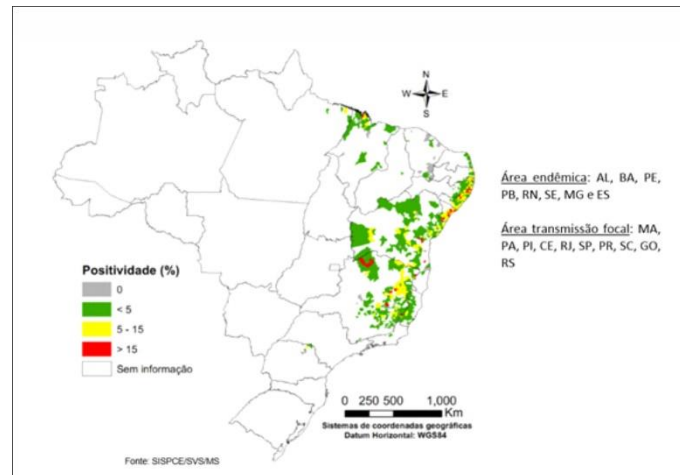 N
W E
S
Área endêmica: AL, BA, PE,
PB, RN, SE, MG e ES
Área transmissão focal: MA,
PA, PI, CE, RJ, SP, PR, SC, GO,
RS
Positividade (%)
0
< 5
5 - 15
> 15
Sem informação
0 250 500 1,000
Km
Sistemas de coordenadas geográficas
Datum Horizontal: WGS84
Fonte: SISPCE/SVS/MS